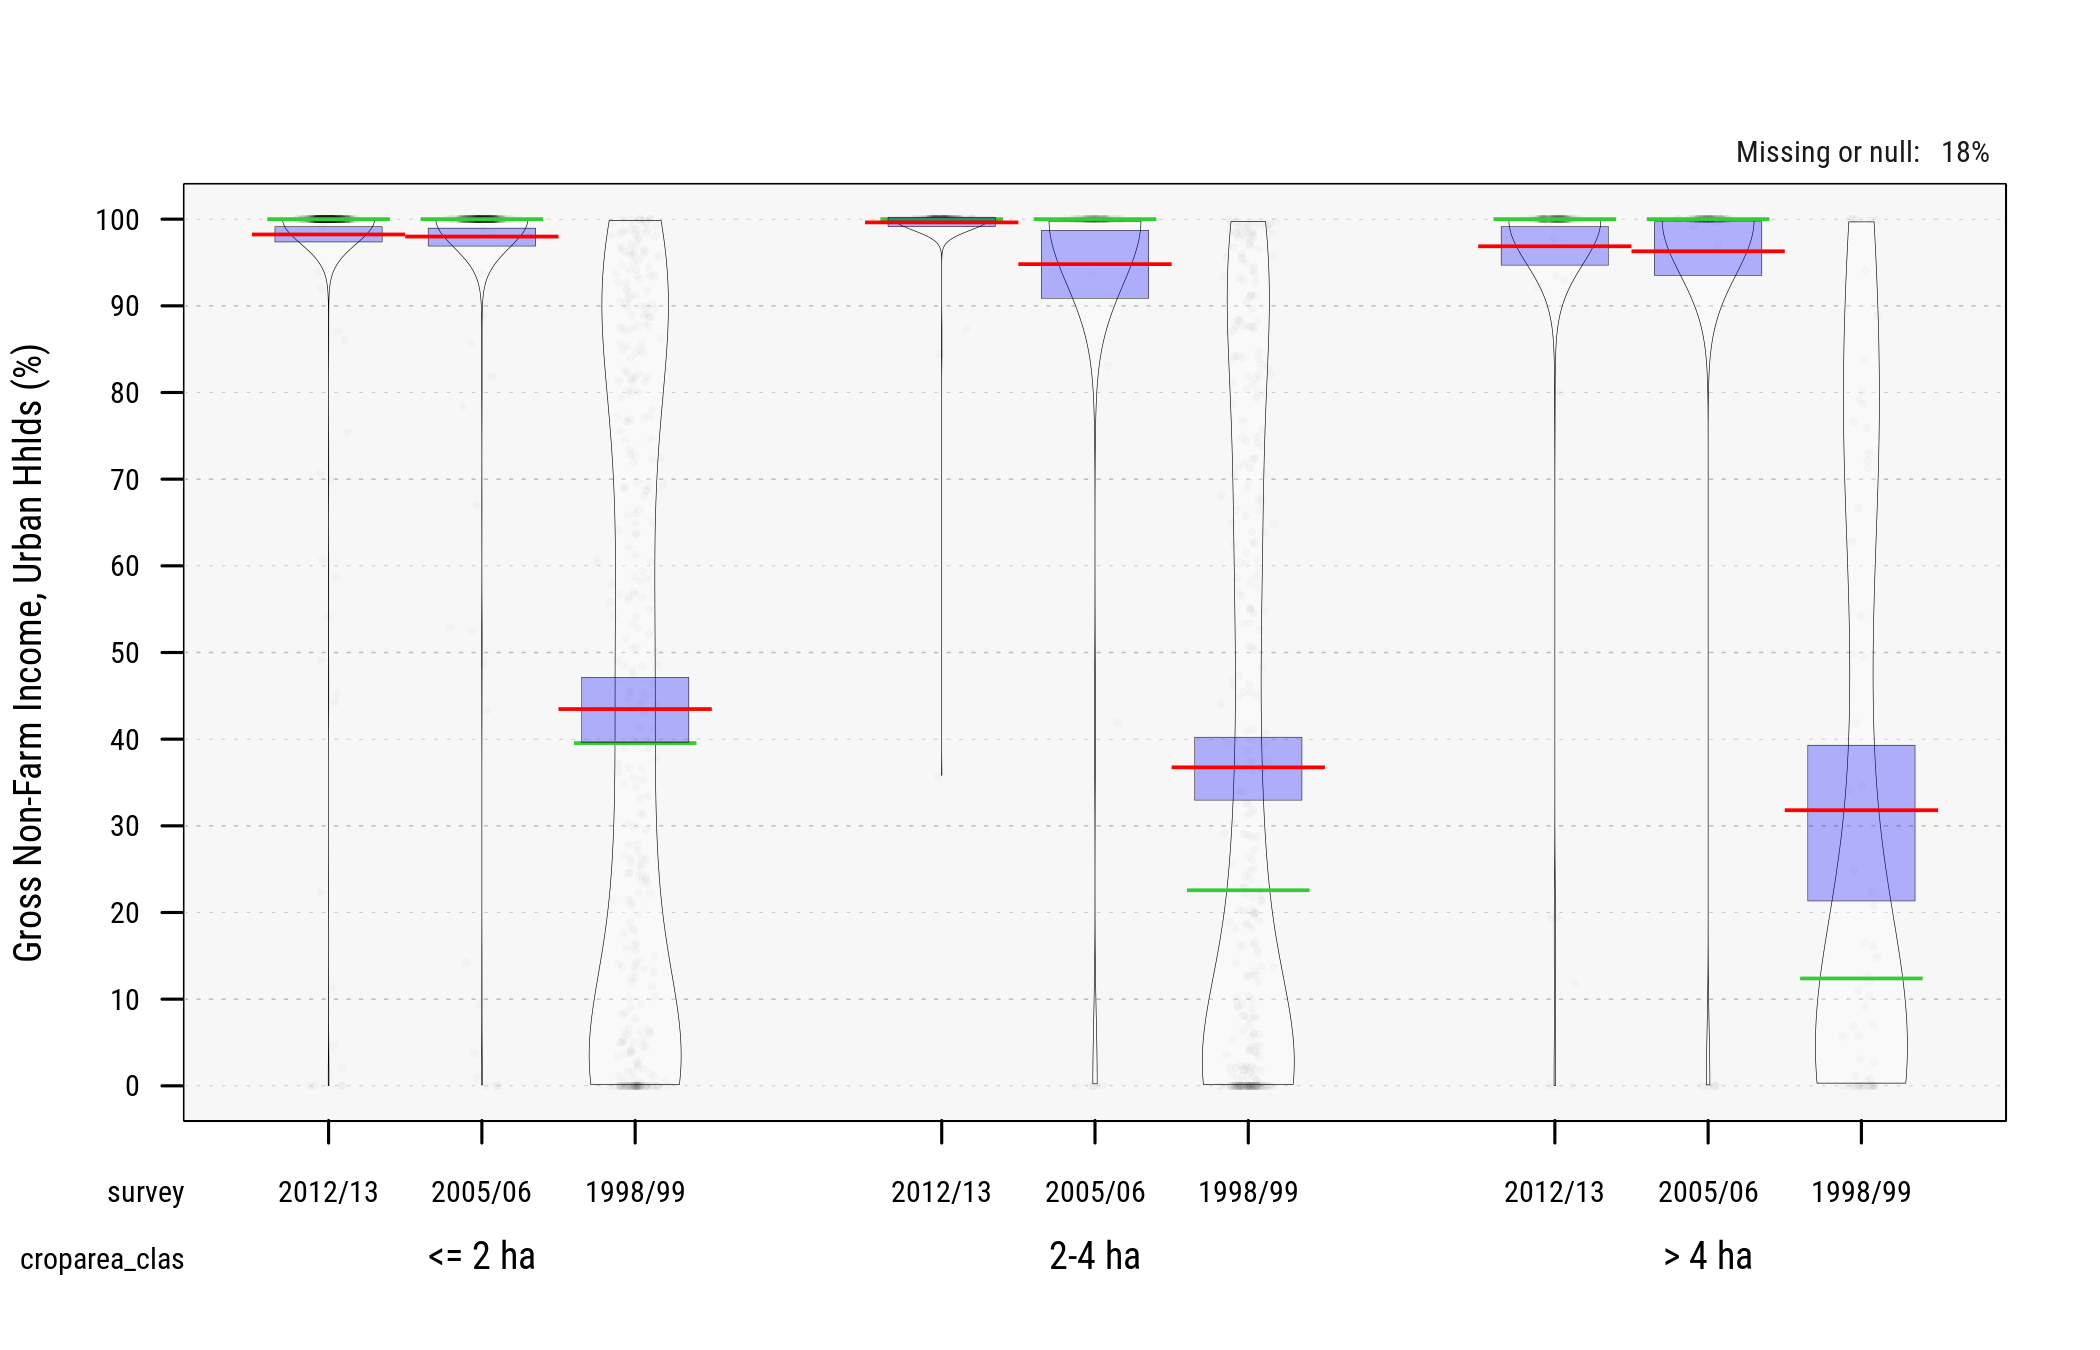 Missing or null: 18%
Gross Non-Farm Income, Urban Hhlds (%)
100
90
80
70
60
50
40
30
20
10
0
survey 2012/13 2005/06 1998/99 2012/13 2005/06 1998/99 2012/13 2005/06 1998/99
croparea_clas <= 2 ha 2-4 ha > 4 ha